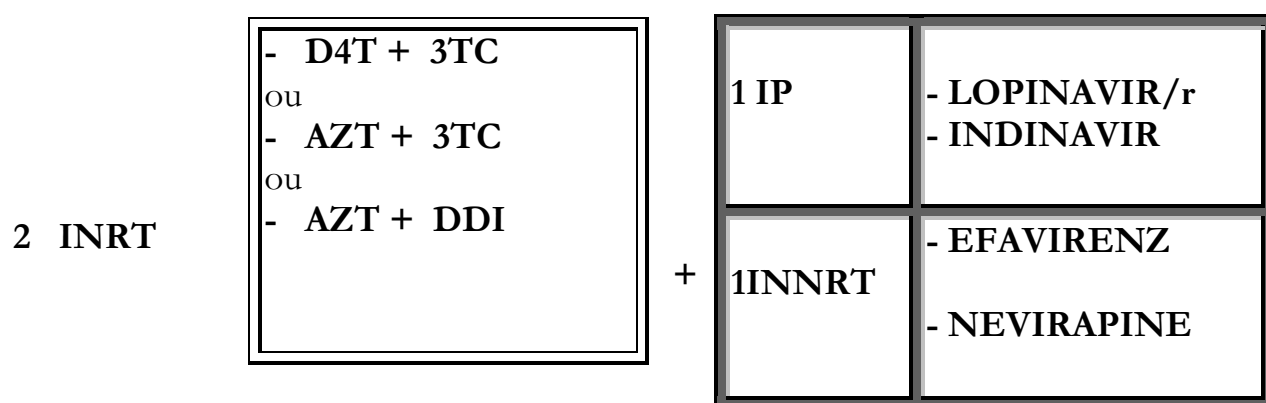 2 INRT
- D4T + 3TC
ou
- AZT + 3TC
ou
- AZT + DDI
+
1 IP
- LOPINAVIR/r
- INDINAVIR
1INNRT
- EFAVIRENZ
- NEVIRAPINE